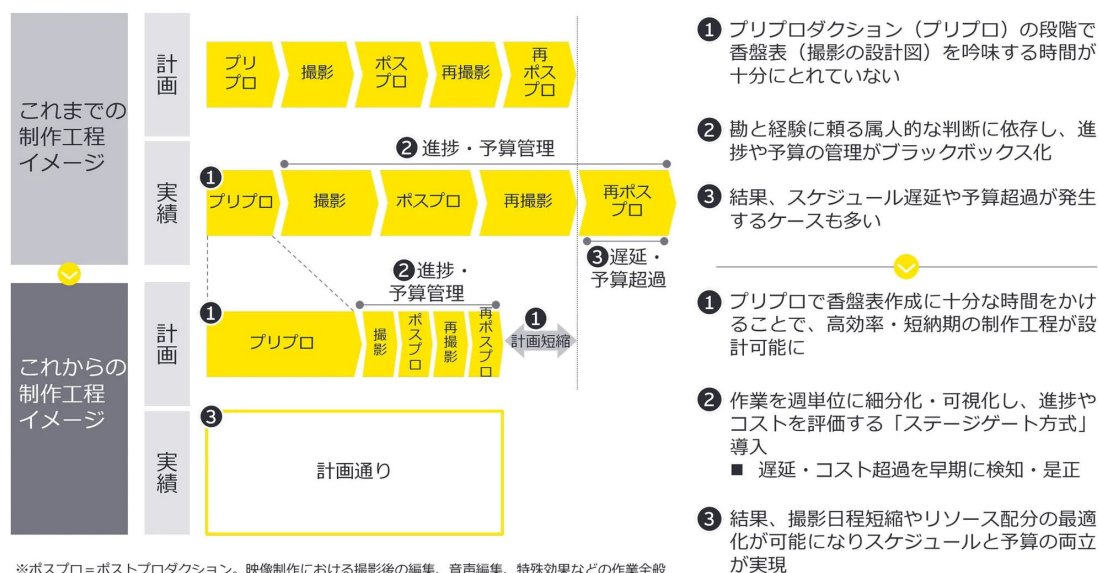 これまでの
制作工程
イメージ
計画
プリ
プロ
撮影
ポス
プロ
再撮影
再
ポス
プロ
実績
❷進捗・予算管理
❶
プリプロ
撮影
ポスプロ
再撮影
再ポス
プロ
❸遅延・
予算超過
これからの
制作工程
イメージ
計画
❷進捗・
予算管理
❶
プリプロ
撮影
ポスプロ
再撮影
再ポスプロ
❶
計画短縮
実績
❸
計画通り
※ポスプロ=ポストプロダクション。映像制作における撮影後の編集、音声編集、特殊効果などの作業全般
❶ プリプロダクション（プリプロ）の段階で
香盤表（撮影の設計図）を吟味する時間が
十分にとれていない
❷ 勘と経験に頼る属人的な判断に依存し、進
捗や予算の管理がブラックボックス化
❸ 結果、スケジュール遅延や予算超過が発生
するケースも多い
❶ プリプロで香盤表作成に十分な時間をかけ
ることで、高効率・短納期の制作工程が設
計可能に
❷ 作業を週単位に細分化・可視化し、進捗や
コストを評価する「ステージゲート方式」
導入
■ 遅延・コスト超過を早期に検知・是正
❸ 結果、撮影日程短縮やリソース配分の最適
化が可能になりスケジュールと予算の両立
が実現